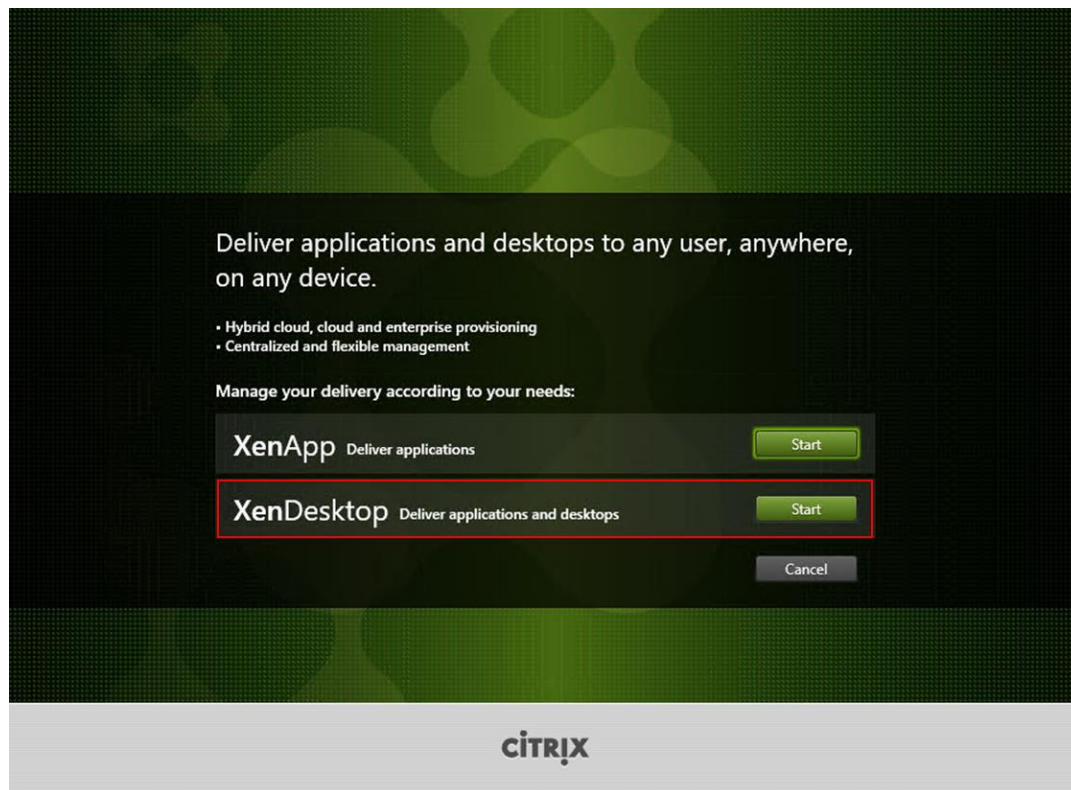 Deliver applications and desktops to any user, anywhere,
on any device.
• Hybrid cloud, cloud and enterprise provisioning
• Centralized and flexible management
Manage your delivery according to your needs:
XenApp Deliver applications Start
XenDesktop Deliver applications and desktops Start
Cancel
CITRIX